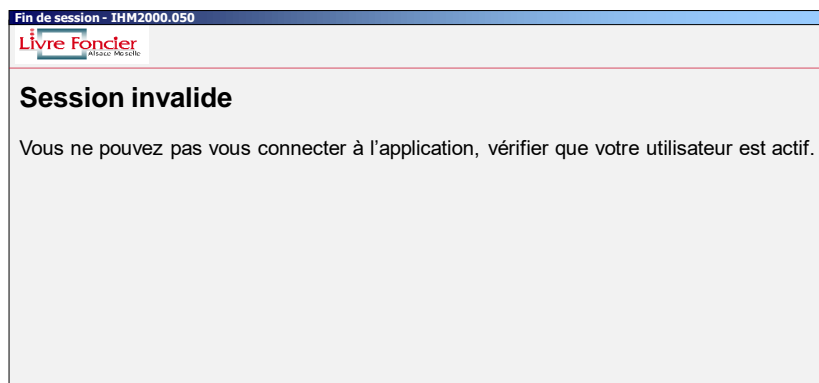 Fin de session - IHM2000.050
Livre Foncier
Alsace Moselle
Session invalide
Vous ne pouvez pas vous connecter à l'application, vérifier que votre utilisateur est actif.